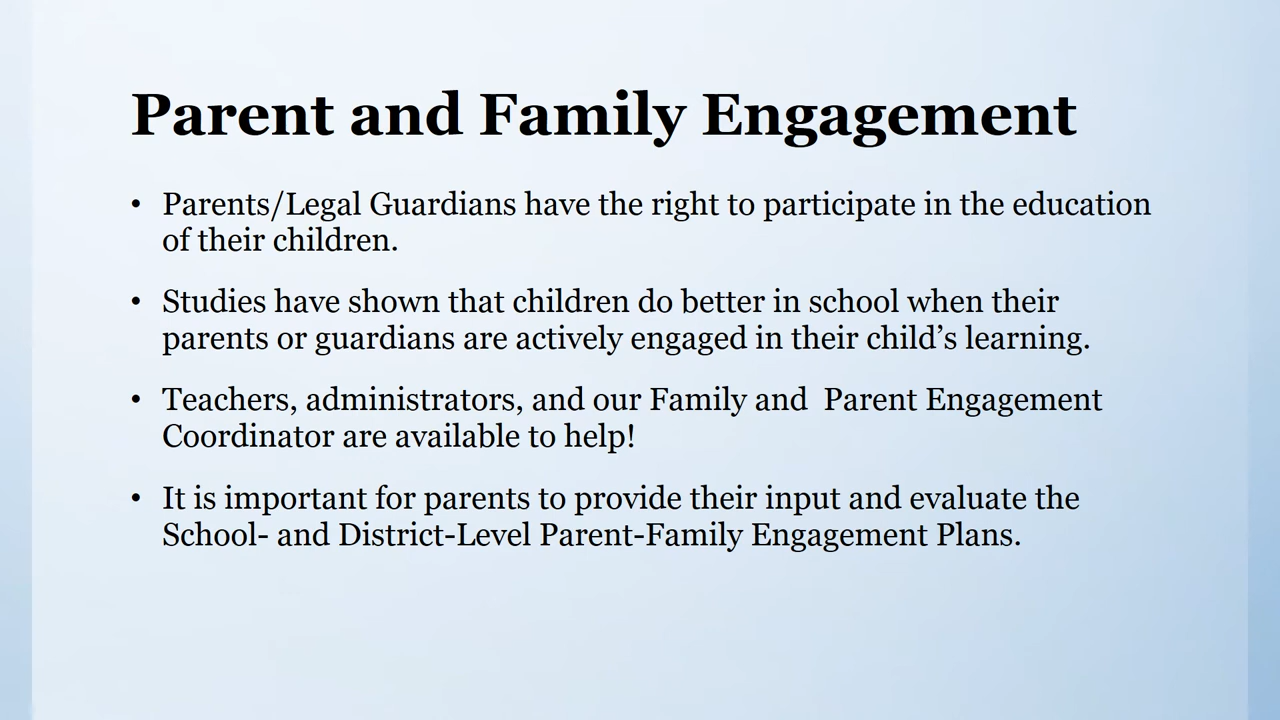 Parent and Family Engagement
• Parents/Legal Guardians have the right to participate in the education
of their children.
• Studies have shown that children do better in school when their
parents or guardians are actively engaged in their child’s learning.
• Teachers, administrators, and our Family and  Parent Engagement
Coordinator are available to help!
• It is important for parents to provide their input and evaluate the
School- and District-Level Parent-Family Engagement Plans.